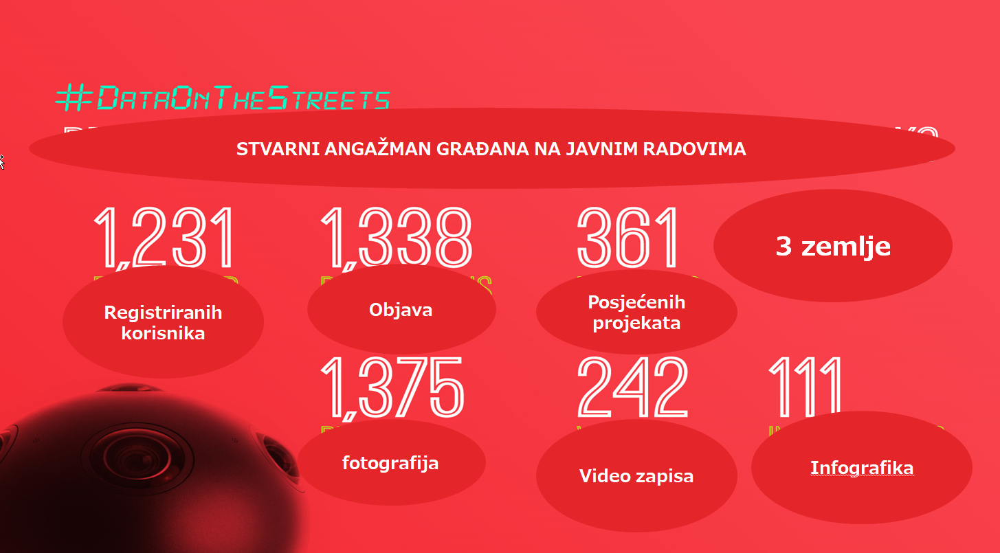 #DATAONTHESTREETS
STVARNI ANGAŽMAN GRAĐANA NA JAVNIM RADOVIMA
1,231
Registriranih
korisnika
1,338
Objava
361
Posjećenih
projekata
3 zemlje
1,375
fotografija
242
Video zapisa
111
Infografika